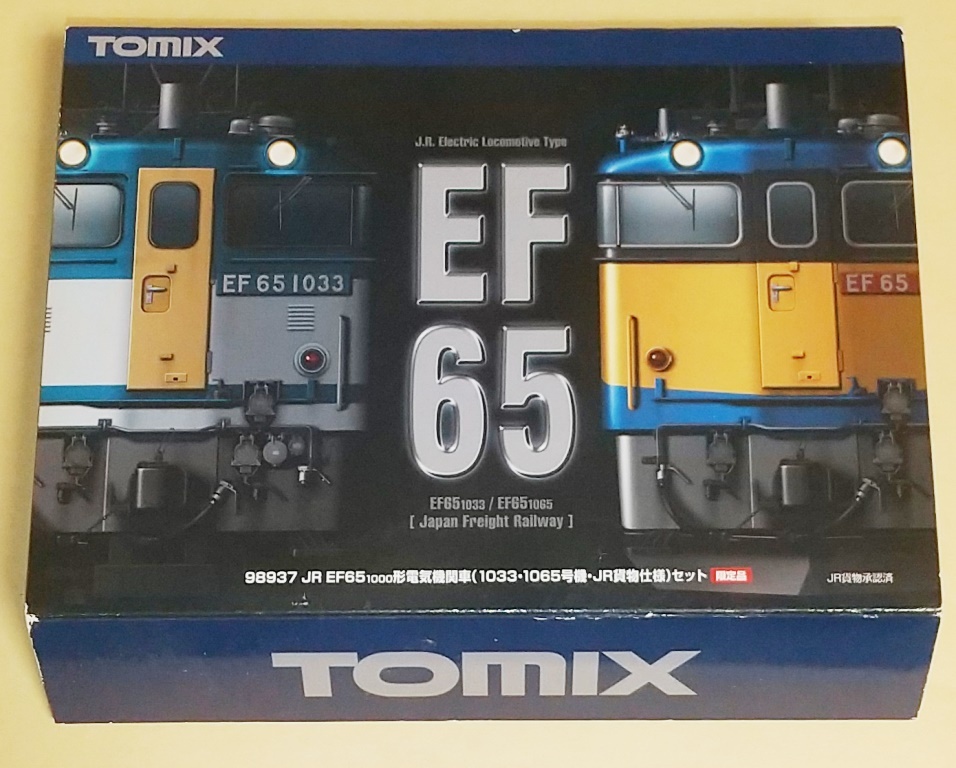 TOMIX
J.R. Electric Locomotive Type
EF
65
EF 65 1033
EF 65
EF651033 / EF651065
[ Japan Freight Railway ]
98937 JR EF651000形電気機関車(1033・1065号機・JR貨物仕様)セット 限定品
JR貨物承認済
TOMIX